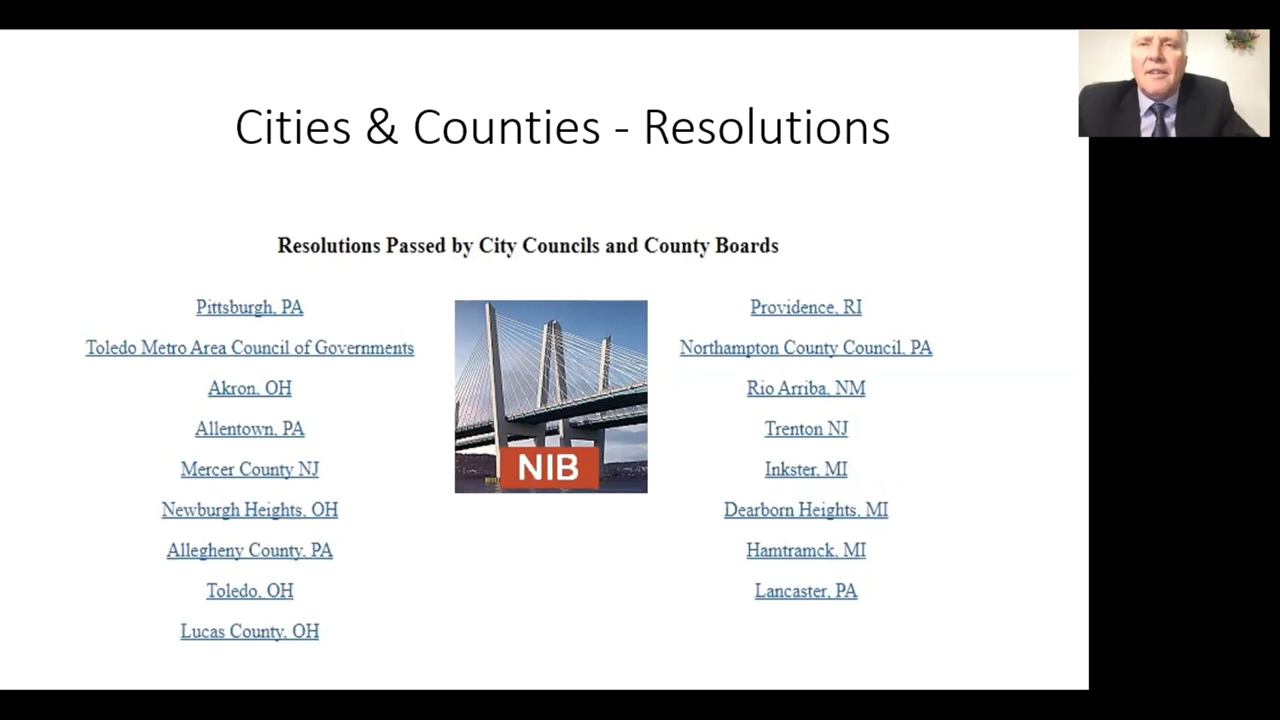 Cities & Counties - Resolutions
Resolutions Passed by City Councils and County Boards
Pittsburgh, PA
Toledo Metro Area Council of Governments
Akron, OH
Allentown, PA
Mercer County NJ
Newburgh Heights, OH
Allegheny County, PA
Toledo, OH
Lucas County, OH
NIB
Providence, RI
Northampton County Council, PA
Rio Arriba, NM
Trenton NJ
Inkster, MI
Dearborn Heights, MI
Hamtramck, MI
Lancaster, PA